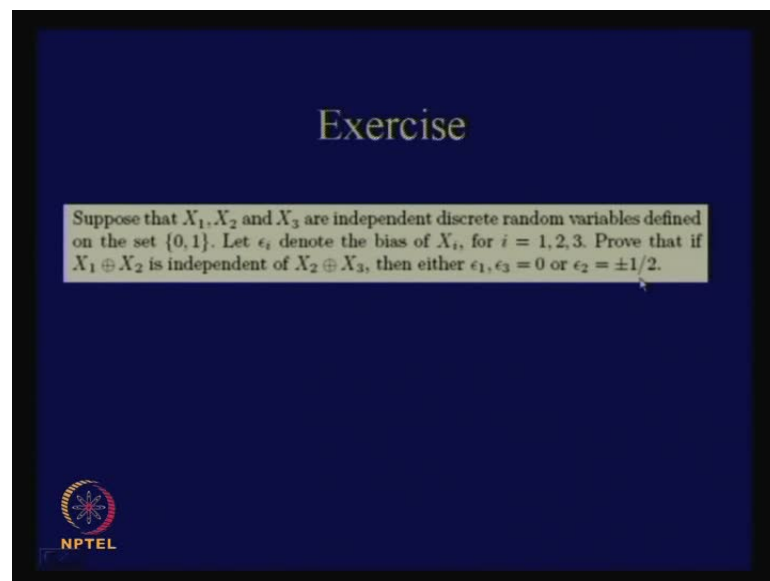 Exercise
Suppose that X₁, X₂ and X₃ are independent discrete random variables defined
on the set {0, 1}. Let ϵᵢ denote the bias of Xᵢ, for i = 1, 2, 3. Prove that if
X₁ ⊕ X₂ is independent of X₂ ⊕ X₃, then either ϵ₁, ϵ₃ = 0 or ϵ₂ = ±1/2.
NPTEL